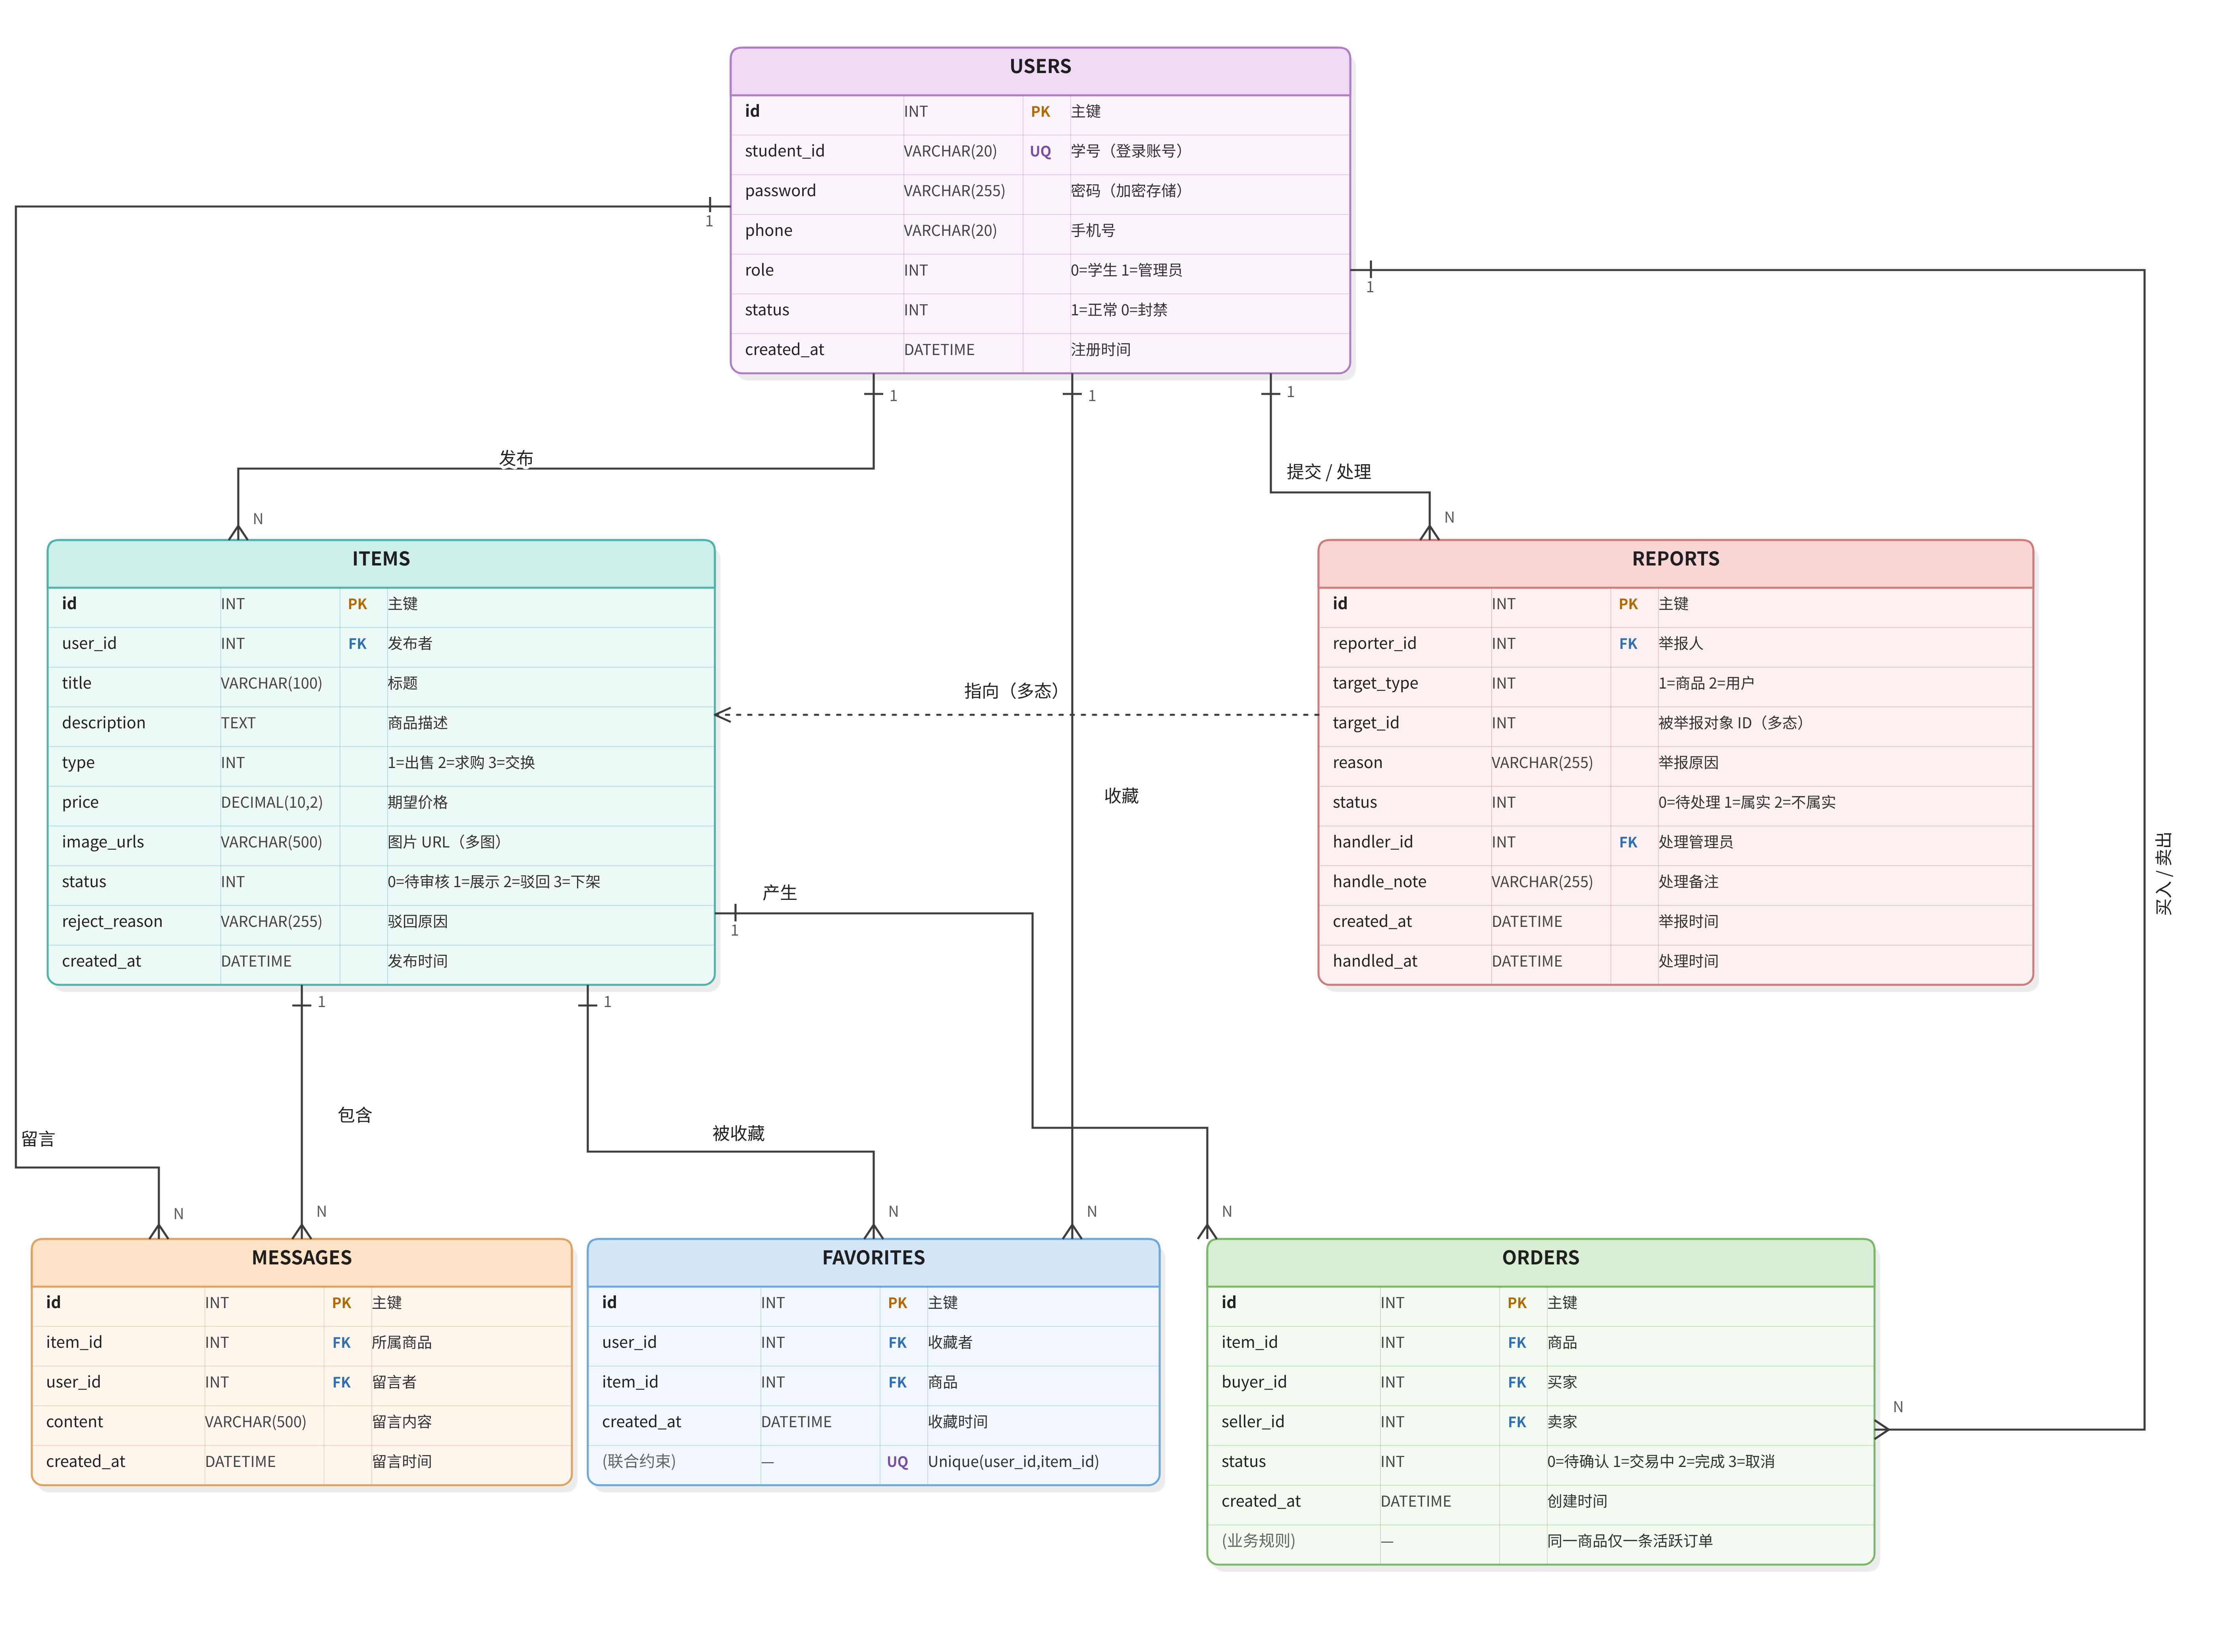 USERS
id INT PK 主键
student_id VARCHAR(20) UQ 学号（登录账号）
password VARCHAR(255) 密码（加密存储）
phone VARCHAR(20) 手机号
role INT 0=学生 1=管理员
status INT 1=正常 0=封禁
created_at DATETIME 注册时间
1
1
1
1
1
发布
提交 / 处理
N
N
ITEMS
id INT PK 主键
user_id INT FK 发布者
title VARCHAR(100) 标题
description TEXT 商品描述
type INT 1=出售 2=求购 3=交换
price DECIMAL(10,2) 期望价格
image_urls VARCHAR(500) 图片 URL（多图）
status INT 0=待审核 1=展示 2=驳回 3=下架
reject_reason VARCHAR(255) 驳回原因
created_at DATETIME 发布时间
指向（多态）
收藏
REPORTS
id INT PK 主键
reporter_id INT FK 举报人
target_type INT 1=商品 2=用户
target_id INT 被举报对象 ID（多态）
reason VARCHAR(255) 举报原因
status INT 0=待处理 1=属实 2=不属实
handler_id INT FK 处理管理员
handle_note VARCHAR(255) 处理备注
created_at DATETIME 举报时间
handled_at DATETIME 处理时间
买入 / 卖出
产生
1
1
1
包含
被收藏
留言
N
N
N
N
N
MESSAGES
id INT PK 主键
item_id INT FK 所属商品
user_id INT FK 留言者
content VARCHAR(500) 留言内容
created_at DATETIME 留言时间
FAVORITES
id INT PK 主键
user_id INT FK 收藏者
item_id INT FK 商品
created_at DATETIME 收藏时间
(联合约束) — UQ Unique(user_id,item_id)
ORDERS
id INT PK 主键
item_id INT FK 商品
buyer_id INT FK 买家
seller_id INT FK 卖家
status INT 0=待确认 1=交易中 2=完成 3=取消
created_at DATETIME 创建时间
(业务规则) — 同一商品仅一条活跃订单
N